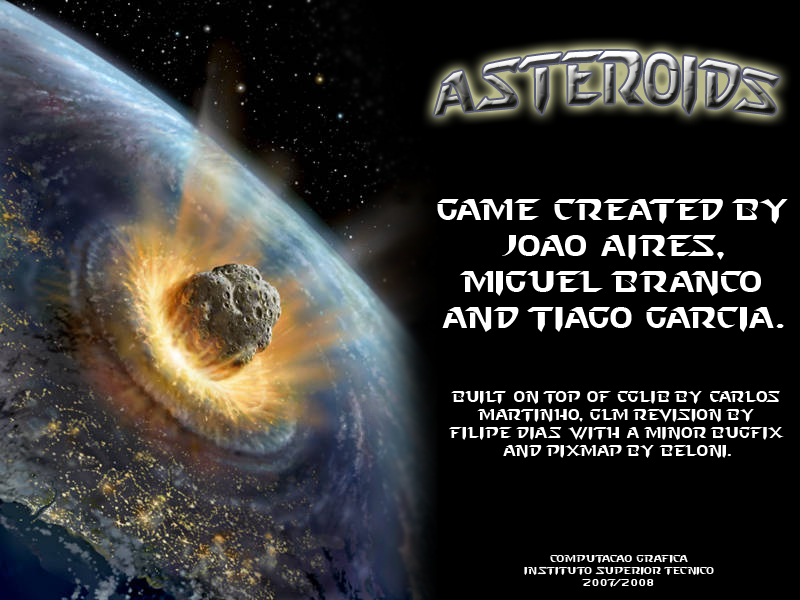 ASTEROIDS
GAME CREATED BY
JOAO AIRES,
MIGUEL BRANCO
AND TIAGO GARCIA.
BUILT ON TOP OF CGLIB BY CARLOS
MARTINHO, GLM REVISION BY
FILIPE DIAS WITH A MINOR BUGFIX
AND PIXMAP BY BELONI.
COMPUTACAO GRAFICA
INSTITUTO SUPERIOR TECNICO
2007/2008